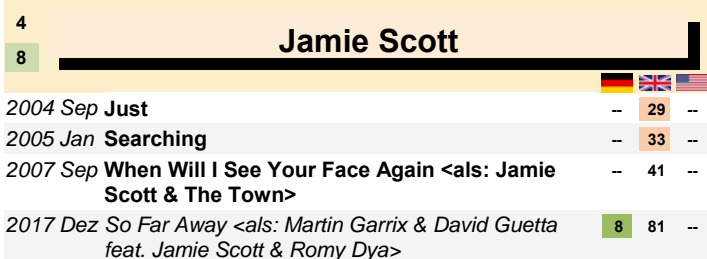 4
Jamie Scott
8
2004 Sep Just -- 29 --
2005 Jan Searching -- 33 --
2007 Sep When Will I See Your Face Again <als: Jamie -- 41 --
Scott & The Town>
2017 Dez So Far Away <als: Martin Garrix & David Guetta 8 81 --
feat. Jamie Scott & Romy Dya>